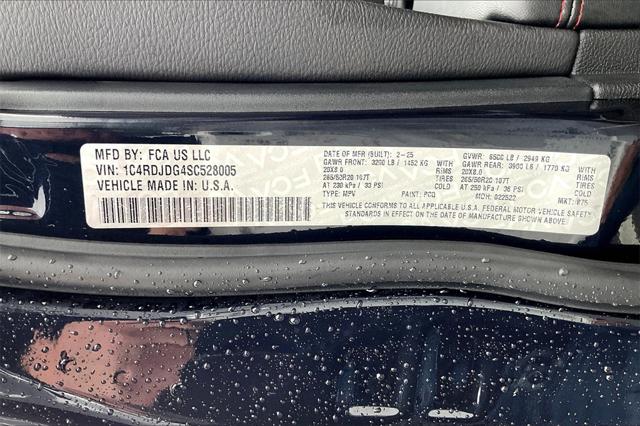 MFD BY: FCA US LLC
VIN: 1C4RDJDG4SC528005
VEHICLE MADE IN U.S.A.
DATE OF MFR (BUILT): 2-25 GVWR: 6500 LB / 2949 KG
GAWR FRONT: 3200 LB / 1452 KG GAWR REAR: 3900 LB / 1770 KG
20X8.0 RIMS 20X8.0 RIMS
265/50R20 107T TIRES 265/50R20 107T TIRES
AT 230 kPa / 33 PSI COLD AT 250 kPa / 36 PSI COLD
TYPE: MPV PCQ MDH: 022522 MKT:
THIS VEHICLE CONFORMS TO ALL APPLICABLE U.S.A. FEDERAL MOTOR VEHICLE SAFETY
STANDARDS IN EFFECT ON THE DATE OF MANUFACTURE SHOWN ABOVE.